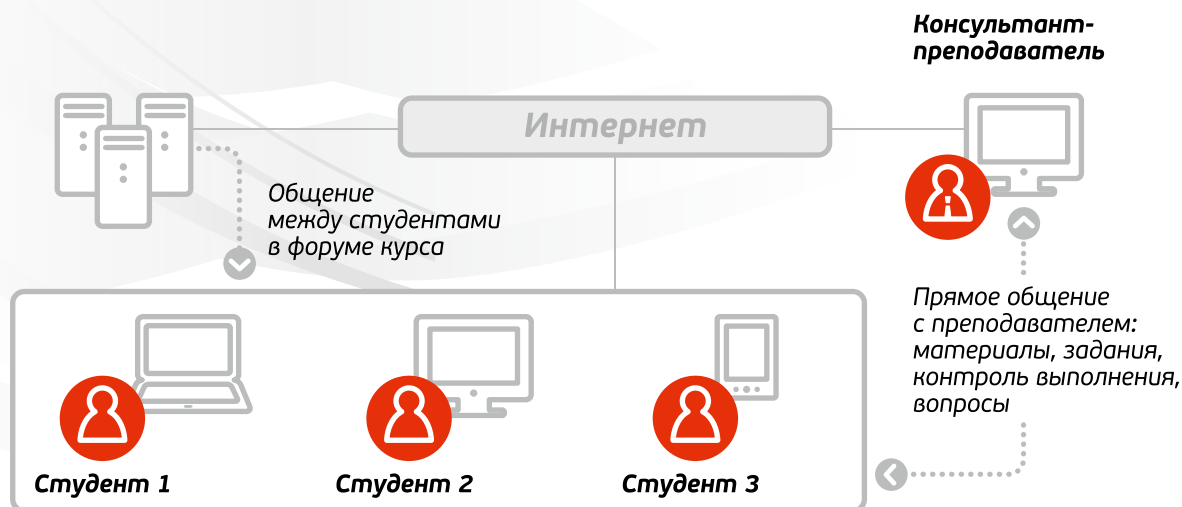 Консультант-
преподаватель
Интернет
Общение
между студентами
в форуме курса
Прямое общение
с преподавателем:
материалы, задания,
контроль выполнения,
вопросы
Студент 1
Студент 2
Студент 3